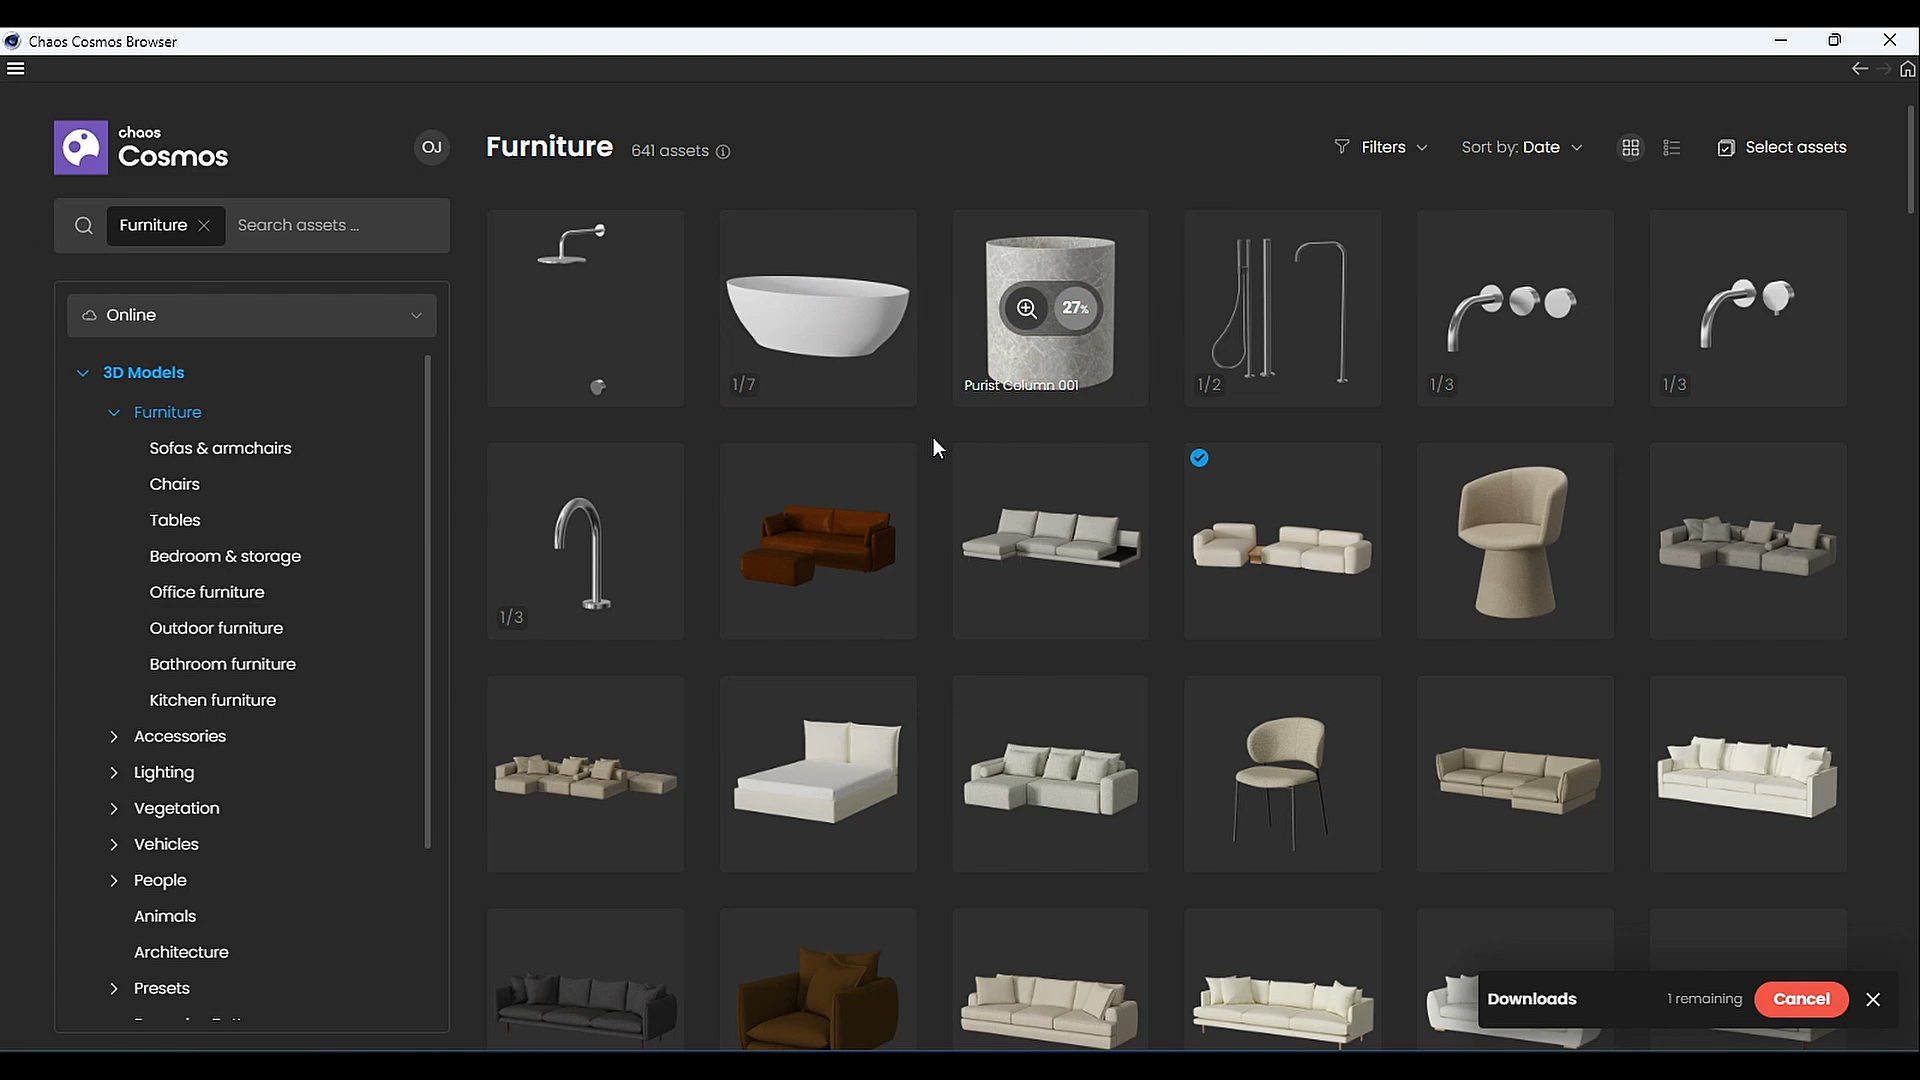 Chaos Cosmos Browser
chaos
Cosmos
OJ
Furniture
641 assets
Filters
Sort by: Date
Select assets
Furniture
Search assets ...
Online
3D Models
Furniture
Sofas & armchairs
Chairs
Tables
Bedroom & storage
Office furniture
Outdoor furniture
Bathroom furniture
Kitchen furniture
Accessories
Lighting
Vegetation
Vehicles
People
Animals
Architecture
Presets
1/7
27%
Purist Column 001
1/2
1/3
1/3
1/3
Downloads
1 remaining
Cancel